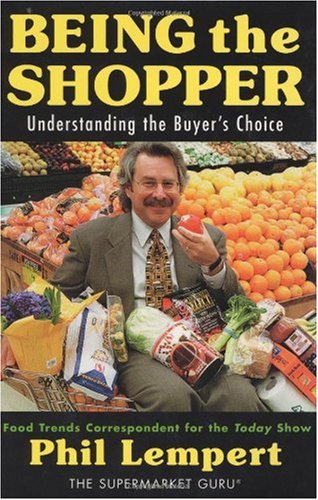 BEING the
SHOPPER
Understanding the Buyer's Choice
Food Trends Correspondent for the Today Show
Phil Lempert
THE SUPERMARKET GURU®